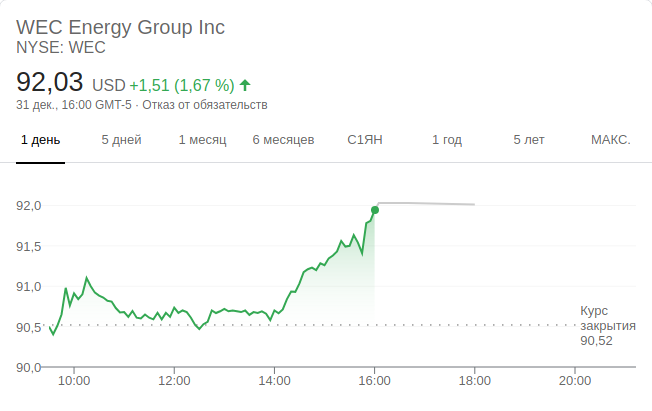 WEC Energy Group Inc
NYSE: WEC
92,03 USD +1,51 (1,67 %)
31 дек., 16:00 GMT-5 · Отказ от обязательств
1 день 5 дней 1 месяц 6 месяцев С1ЯН 1 год 5 лет МАКС.
92,0
91,5
91,0
90,5
90,0
Курс
закрытия
90,52
10:00 12:00 14:00 16:00 18:00 20:00